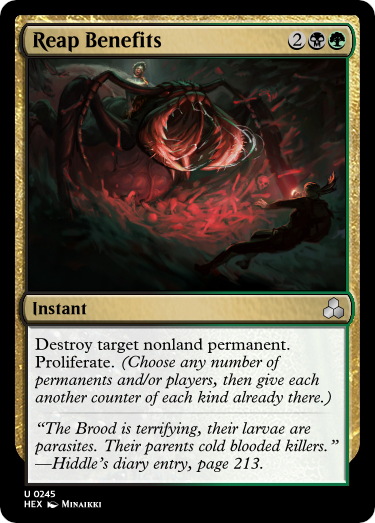 Reap Benefits 2
Instant
Destroy target nonland permanent.
Proliferate. (Choose any number of
permanents and/or players, then give each
another counter of each kind already there.)
“The Brood is terrifying, their larvae are
parasites. Their parents cold blooded killers.”
—Hiddle’s diary entry, page 213.
U 0245
HEX Minaikki